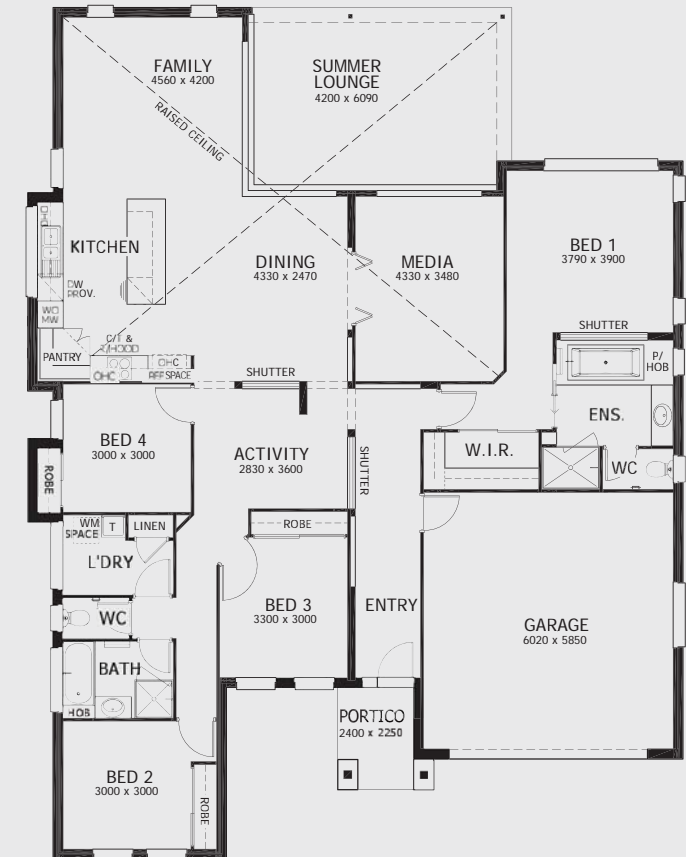 FAMILY
4560 x 4200
SUMMER
LOUNGE
4200 x 6090
RAISED CEILING
KITCHEN
DINING
4330 x 2470
MEDIA
4330 x 3480
BED 1
3790 x 3900
DW
PROV.
WO
MW
PANTRY
C/T &
R/HOOD
OHC
OHC
REF SPACE
SHUTTER
SHUTTER
P/
HOB
ENS.
BED 4
3000 x 3000
ROBE
ACTIVITY
2830 x 3600
SHUTTER
W.I.R.
WC
WM
SPACE
T
LINEN
L'DRY
ROBE
WC
BED 3
3300 x 3000
ENTRY
GARAGE
6020 x 5850
BATH
HOB
PORTICO
2400 x 2250
BED 2
3000 x 3000
ROBE